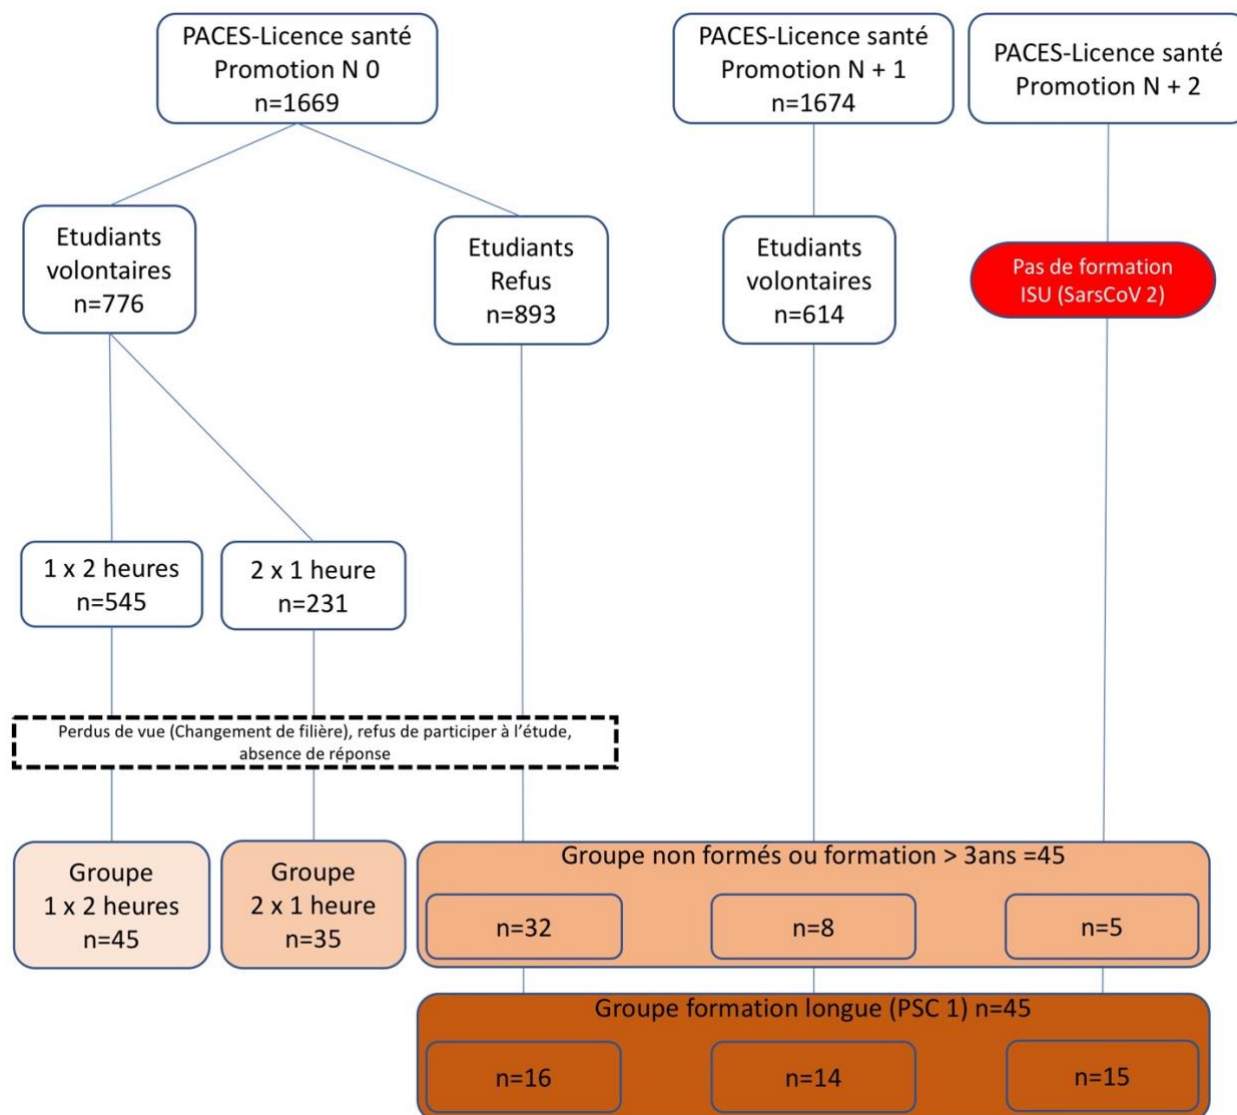 PACES-Licence santé
Promotion N 0
n=1669
PACES-Licence santé
Promotion N + 1
n=1674
PACES-Licence santé
Promotion N + 2
Etudiants
volontaires
n=776
Etudiants
Refus
n=893
Etudiants
volontaires
n=614
Pas de formation
ISU (SarsCoV 2)
1 x 2 heures
n=545
2 x 1 heure
n=231
Perdus de vue (Changement de filière), refus de participer à l’étude,
absence de réponse
Groupe
1 x 2 heures
n=45
Groupe
2 x 1 heure
n=35
Groupe non formés ou formation > 3ans =45
n=32
n=8
n=5
Groupe formation longue (PSC 1) n=45
n=16
n=14
n=15